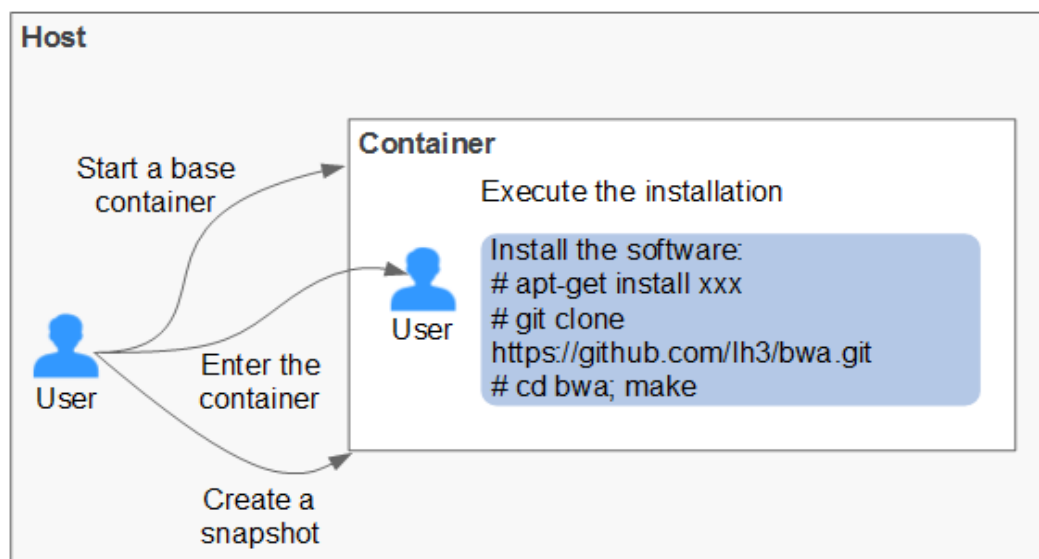 Host
Container
Start a base
container
Execute the installation
Install the software:
# apt-get install xxx
# git clone
https://github.com/lh3/bwa.git
# cd bwa; make
User
User
Enter the
container
Create a
snapshot